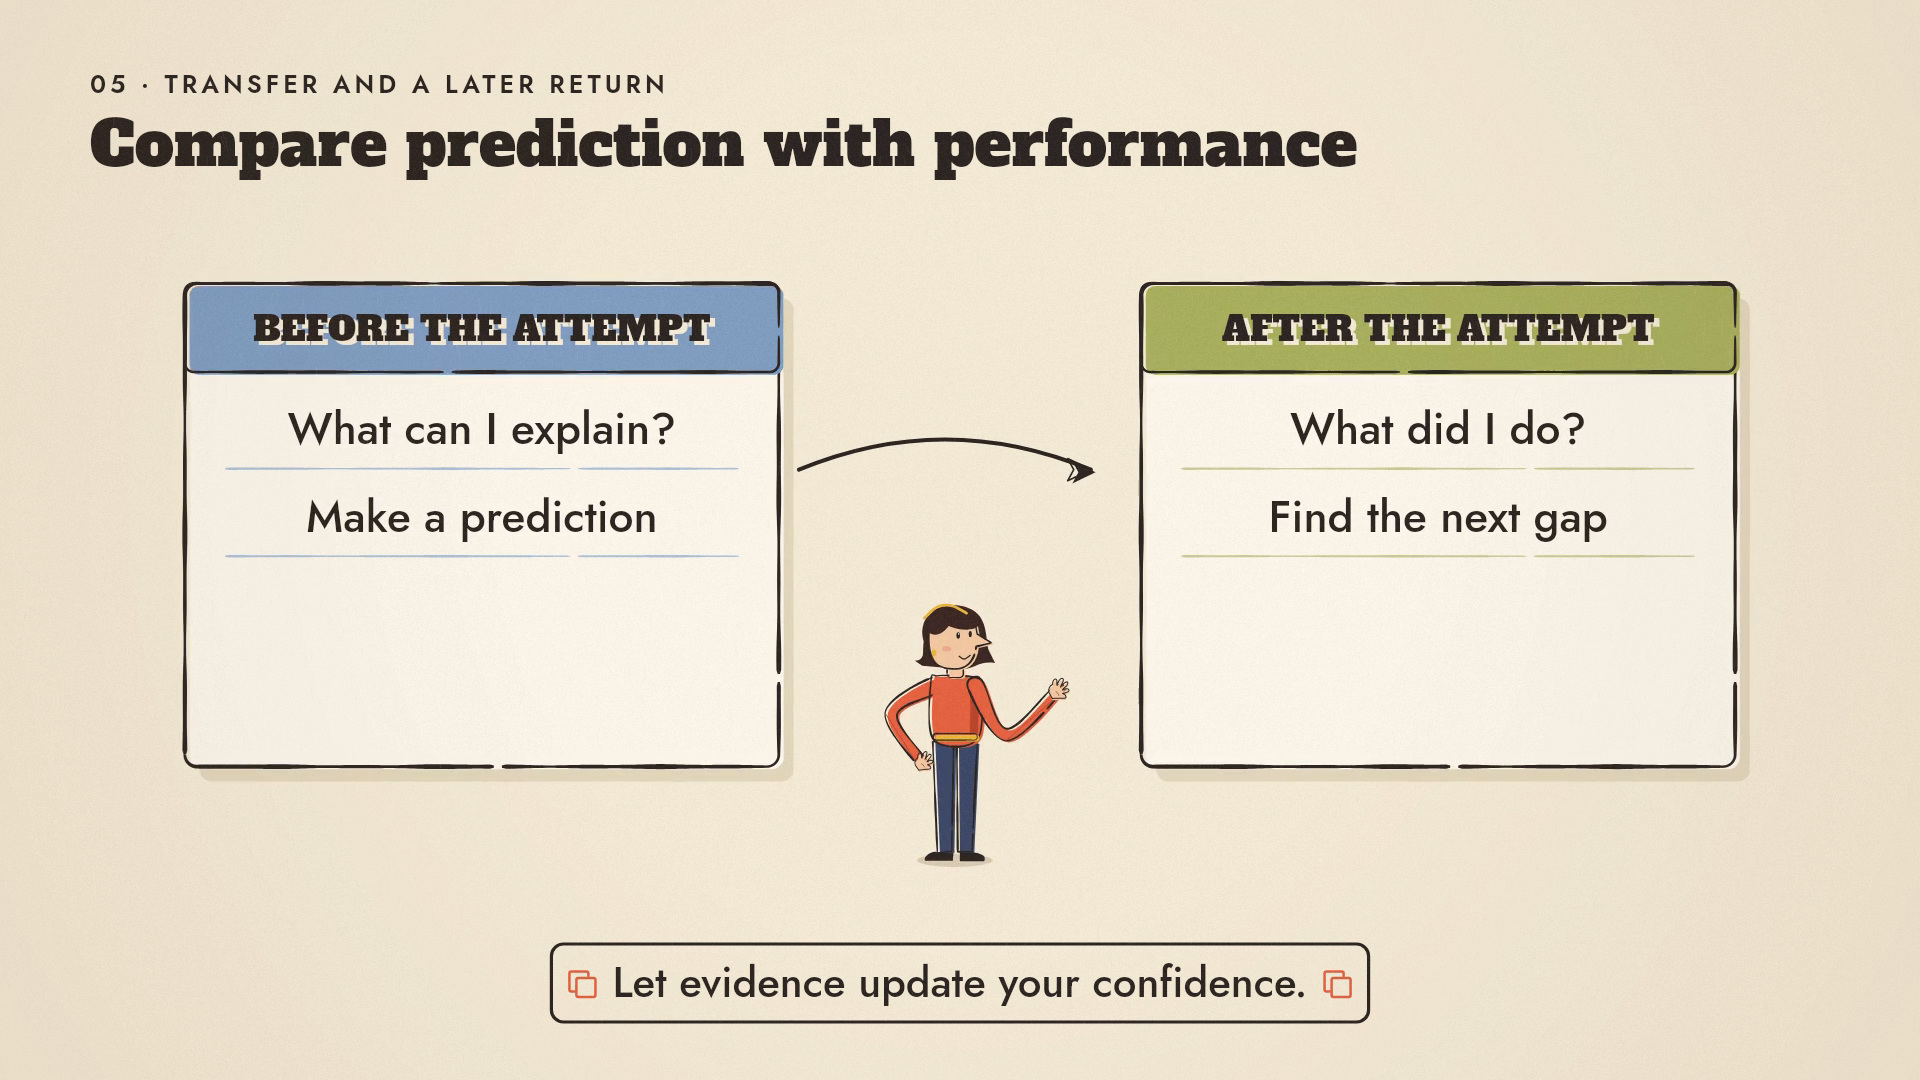 05 · TRANSFER AND A LATER RETURN
Compare prediction with performance
BEFORE THE ATTEMPT
What can I explain?
Make a prediction
AFTER THE ATTEMPT
What did I do?
Find the next gap
Let evidence update your confidence.